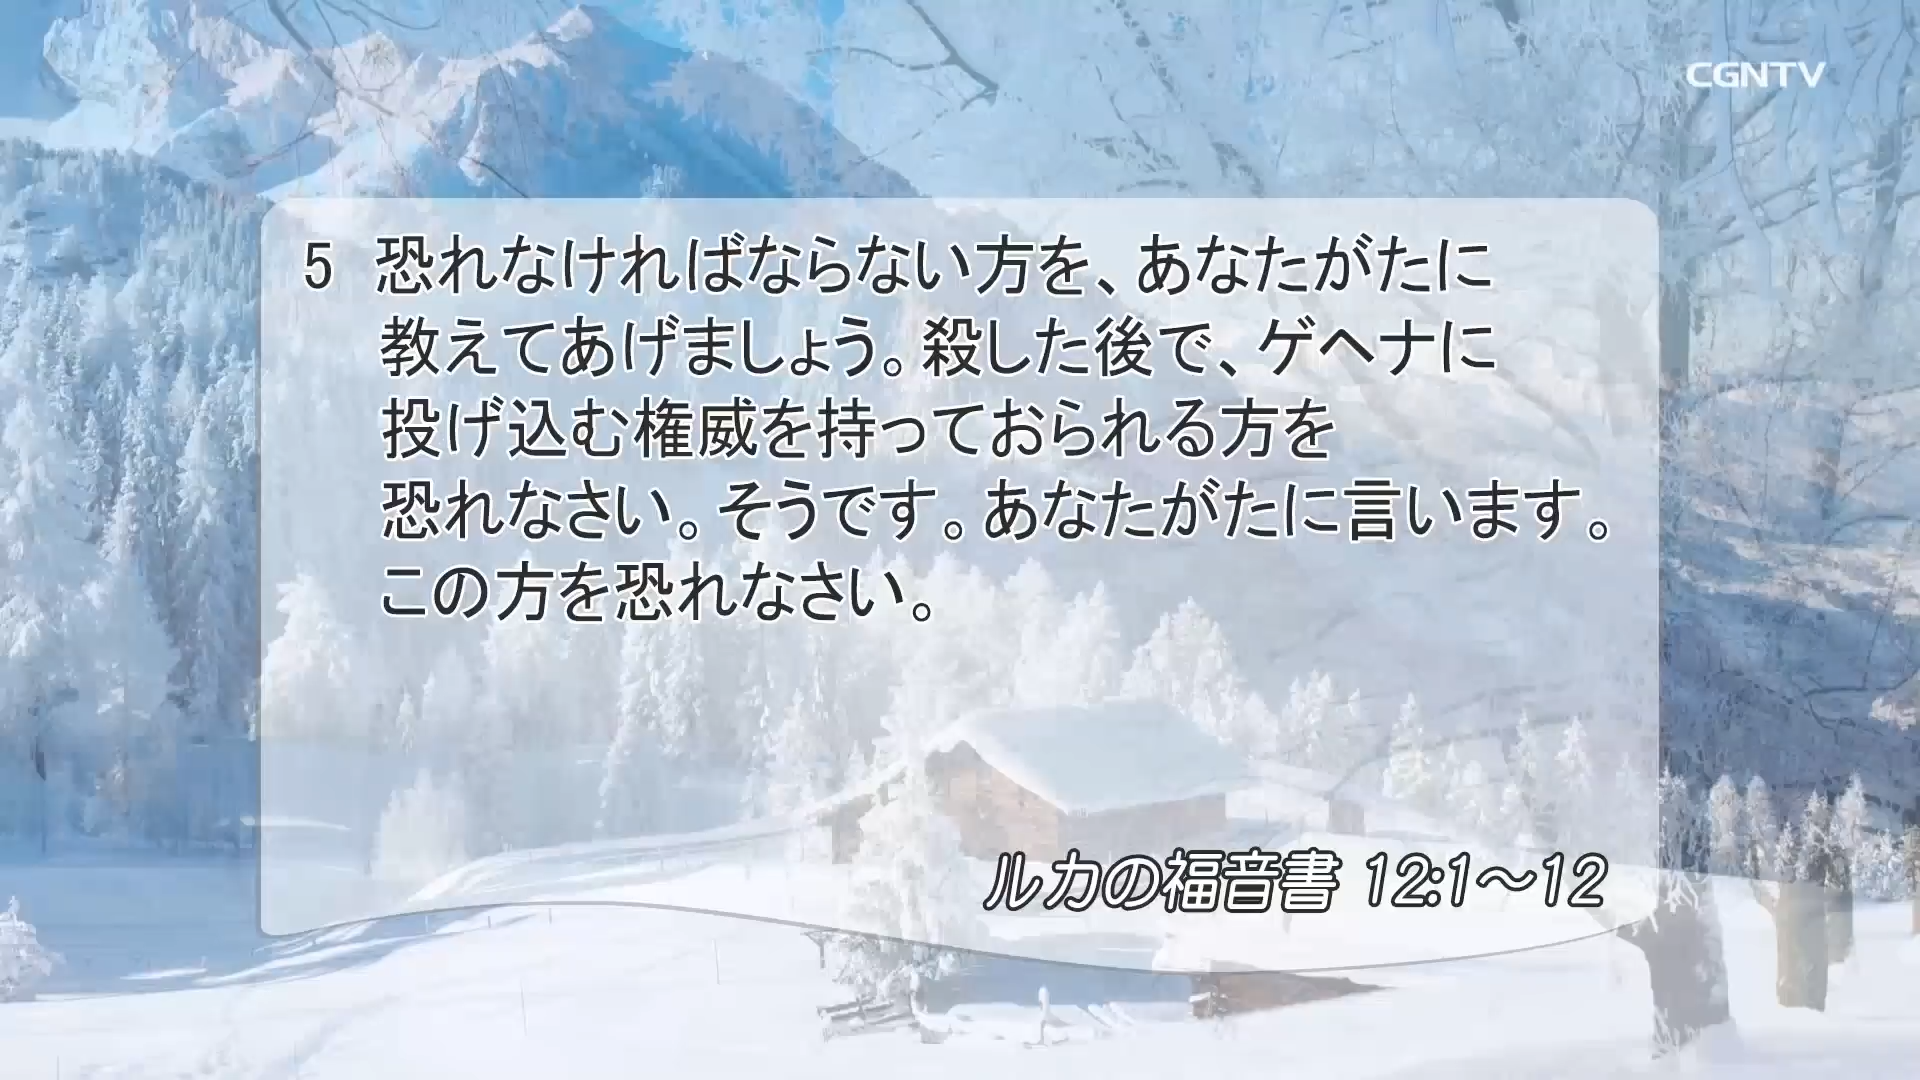 CGNTV
5 恐れなければならない方を、あなたがたに
教えてあげましょう。殺した後で、ゲヘナに
投げ込む権威を持っておられる方を
恐れなさい。そうです。あなたがたに言います。
この方を恐れなさい。
ルカの福音書 12:1～12